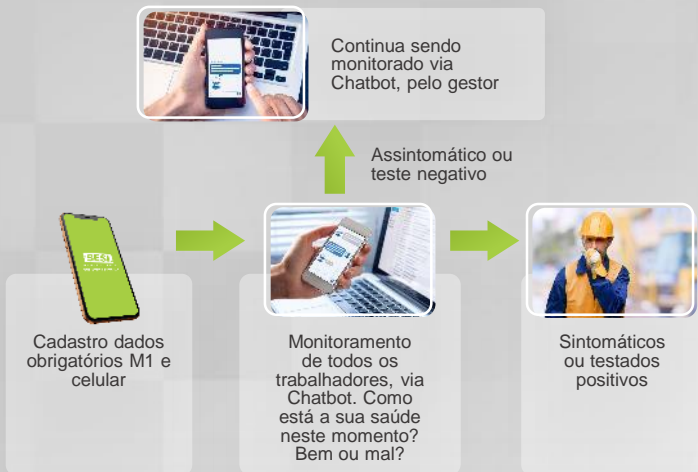 Continua sendo
monitorado via
Chatbot, pelo gestor
Assintomático ou
teste negativo
SESI
Cadastro dados
obrigatórios M1 e
celular
Monitoramento
de todos os
trabalhadores, via
Chatbot. Como
está a sua saúde
neste momento?
Bem ou mal?
Sintomáticos
ou testados
positivos